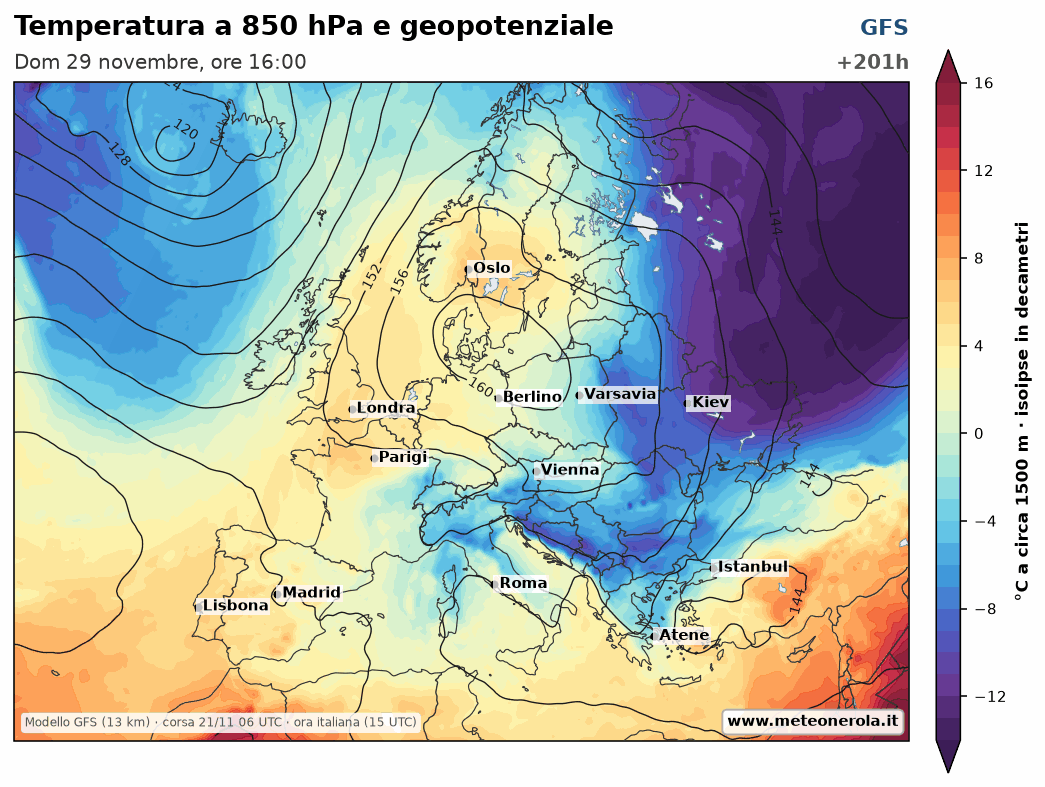 Temperatura a 850 hPa e geopotenziale
GFS
Dom 29 novembre, ore 16:00
+201h
120
128
144
152
156
160
144
144
Oslo
Berlino
Varsavia
Kiev
Londra
Parigi
Vienna
Istanbul
Roma
Madrid
Lisbona
Atene
16
12
8
4
0
−4
−8
−12
°C a circa 1500 m · isoipse in decametri
Modello GFS (13 km) · corsa 21/11 06 UTC · ora italiana (15 UTC)
www.meteonerola.it